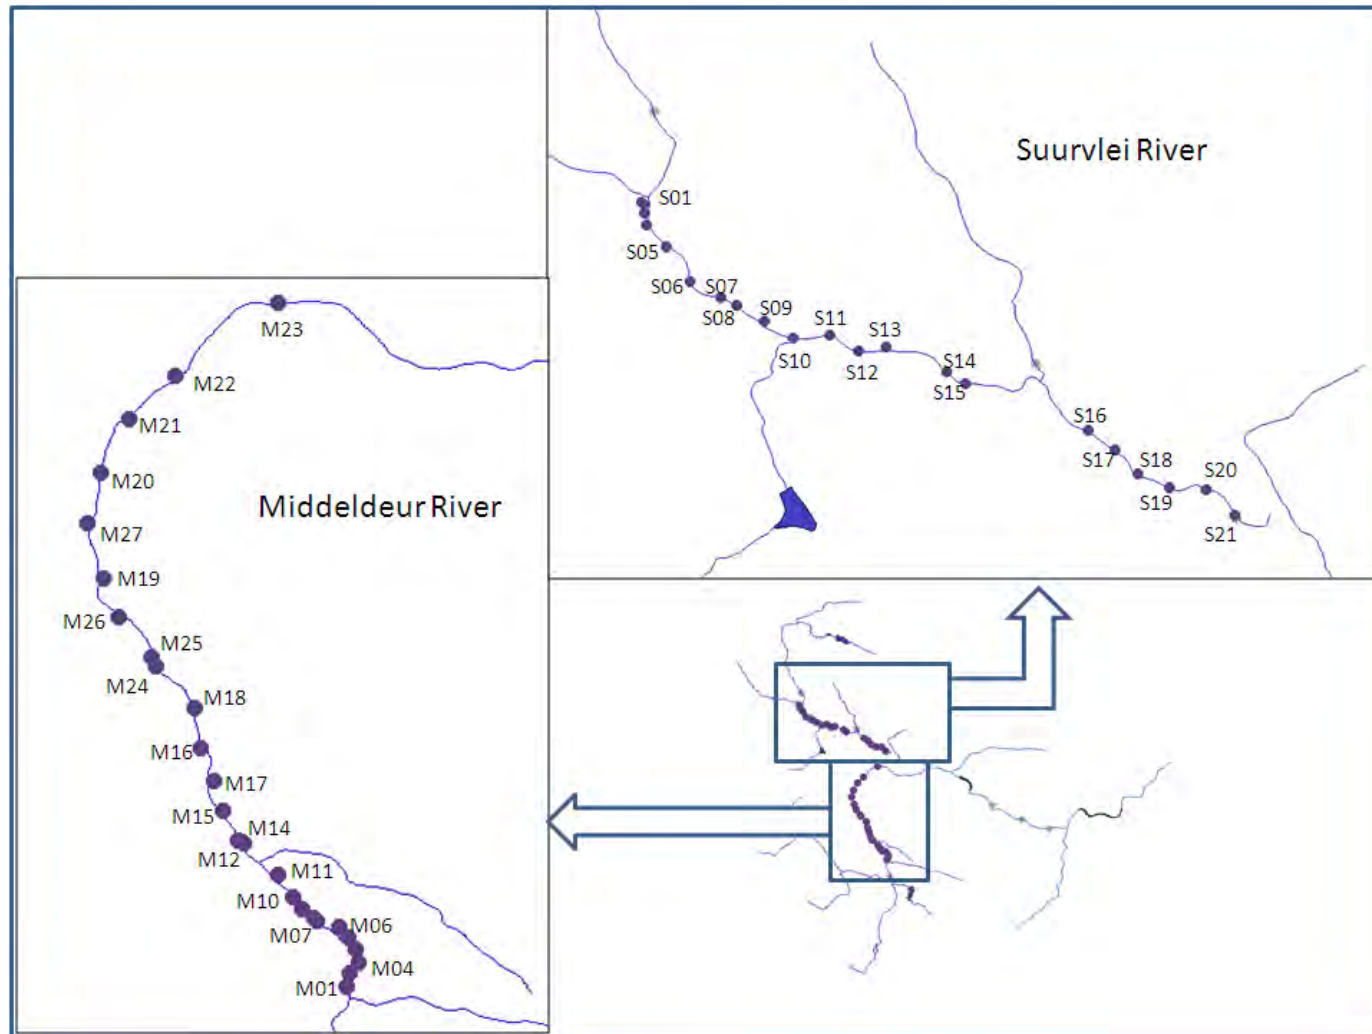 Suurvlei River
S01
S05
S06
S07
S08
S09
S10
S11
S12
S13
S14
S15
S16
S17
S18
S19
S20
S21
Middeldeur River
M23
M22
M21
M20
M27
M19
M26
M25
M24
M18
M16
M17
M15
M14
M12
M11
M10
M07
M06
M04
M01